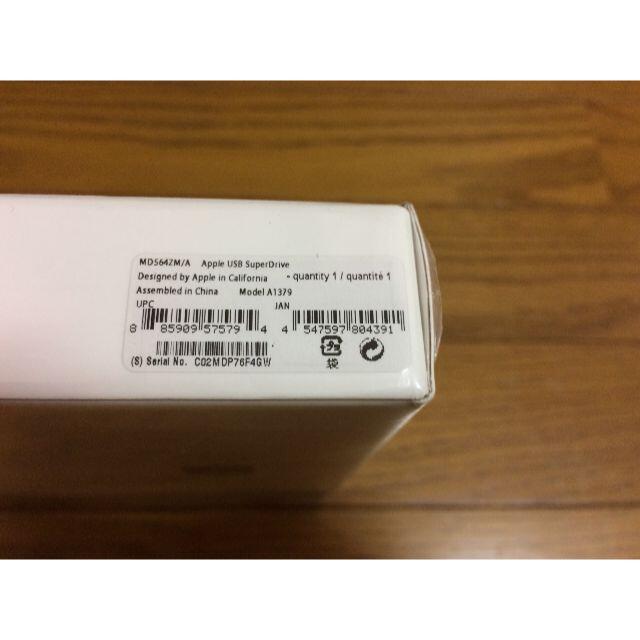 MD564ZM/A Apple USB SuperDrive
Designed by Apple in California - quantity 1 / quantité 1
Assembled in China Model A1379
UPC JAN
8 85909 57579 4 4 547597 804391
(S) Serial No. C02MDP76F4GW
袋